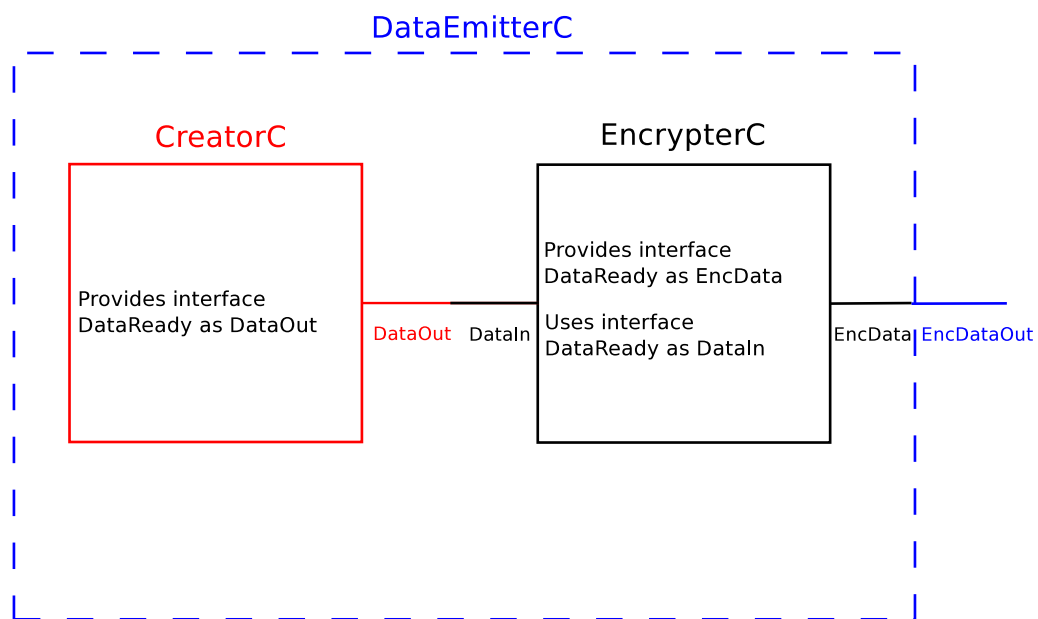 DataEmitterC
CreatorC
EncrypterC
Provides interface
DataReady as DataOut
Provides interface
DataReady as EncData
Uses interface
DataReady as DataIn
DataOut
DataIn
EncData
EncDataOut